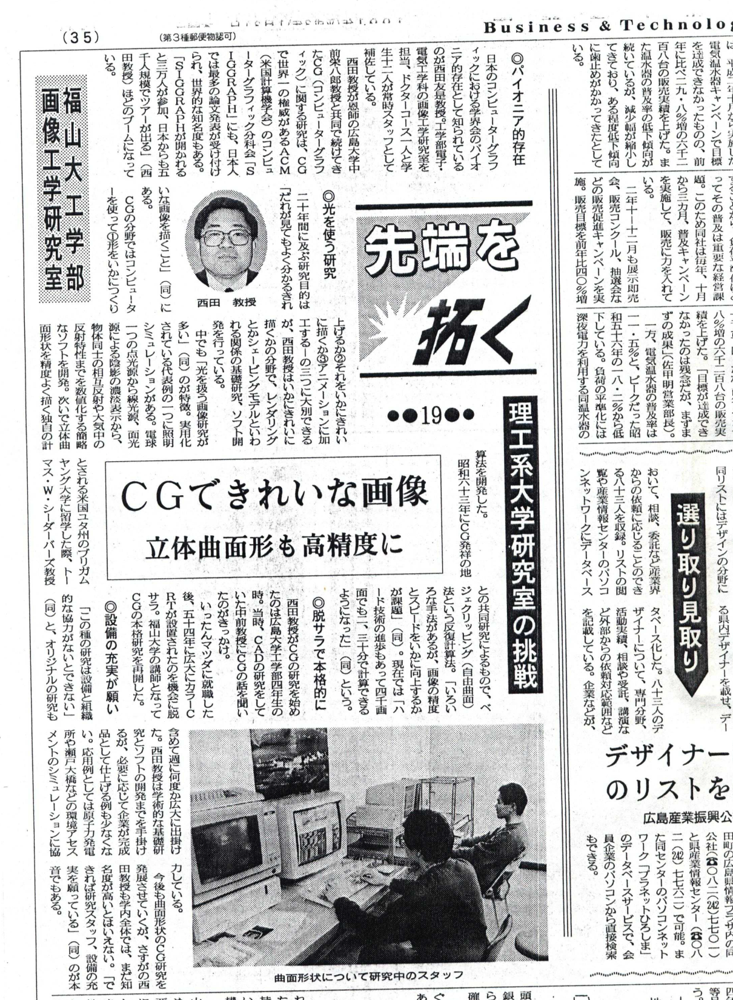 (35)
(第3種郵便物認可)
Business & Technolog
先端を
拓く
●●19●●
理工系大学研究室の挑戦
福山大工学部
画像工学研究室
CGできれいな画像
立体曲面形も高精度に
◎パイオニア的存在
日本のコンピューターグラフ
ィックにおける学界会のパイオ
ニア的存在として知られている
のが西田友是教授。工学部電子・
電気工学科の画像工学研究室を
担当、ドクターコース一人と学
生十二人が常時スタッフとして
補佐している。
西田教授が恩師の広島大学中
前栄八郎教授と共同で続けてき
たCG(コンピューターグラフ
ィック)に関する研究は、CG
で世界一の権威があるACM
(米国計算機学会)のコンピュ
ーターグラフィック分科会「S
IGGRAPH」にも、日本人
では最多の論文発表が受け付け
られ、世界的な知名度もある。
「SIGGRAPHが開かれる
と三万人が参加、日本からも五
千人規模でツアーが出る」(西
田教授)ほどのブームになって
いる。
◎光を使う研究
二十年間に及ぶ研究目的は
「だれが見てもよく分かるきれ
西田 教授
いな画像を描くこと」(同)に
ある。
CGの分野ではコンピュータ
ーを使って①形をいかにつくり
上げるか②それをいかにきれい
に描くか③アニメーションに加
工する―の三つに大別できる
が、西田教授はいかにきれいに
描くかの分野で、レンダリング
とかシェーピングモデルといわ
れる関係の基礎研究、ソフト開
発を行っている。
中でも「光を扱う画像研究が
多い」(同)のが特徴。実用化
されている代表例の一つに照明
シミュレーションがある。電球
一つの点光源から線光源、面光
源による陰影の濃淡表示から、
物体同士の相互反射や大気中の
反射特性までを数値化する簡略
なソフトを開発。次いで立体曲
面形状を精度よく描く独自の計
算法を開発した。
昭和六十三年にCG発祥の地
とされる米国ユタ州のブリガム
ヤング大学に留学した際、トー
マス・W・シーダーバーズ教授
との共同研究によるもので、ベ
ジェクリッピング(自由曲面)
法という反復計算法。「いろい
ろな手法があるが、画像の精度
とスピードをいかに向上するか
が課題」(同)。現在では「ハ
ード技術の進歩もあって四千画
面でも二、三十分で計算できる
ようになった」(同)という。
◎脱サラで本格的に
西田教授がCGの研究を始め
たのは広島大学工学部四年生の
時。当時、CADの研究をして
いた中前教授にCGの話を聞い
たのがきっかけ。
いったんマツダに就職した
後、五十四年に広大にカラーC
RTが設置されたのを機会に脱
サラ。福山大学の講師となって
CGの本格研究を再開した。
◎設備の充実が願い
「この種の研究は設備と組織
的な協力がないとできない」
(同)と、オリジナルの研究も
含めて週に何度か広大に出掛け
た。西田教授は学術的な基礎研
究とソフトの開発までを手掛け
るが、必要に応じて企業が完成
品として仕上げる例も少なくな
い。応用例としては原子力発電
所や瀬戸大橋などの環境アセス
メントのシミュレーションに協
力している。
今後も曲面形状のCG研究を
発展させていくが、さすがの西
田教授も学内全体では、まだ知
名度が高いとはいえない。「で
きれば研究スタッフ、設備の充
実を願っている」(同)のが本
音でもある。
曲面形状について研究中のスタッフ
電気温水器キャンペーンで目標
を達成できなかったものの、前
年に比べ二九・八%増の六千二
百八台の販売実績を上げた。ま
た温水器の普及率の低下傾向が
続いているが、減少幅が縮小し
てきており、ある程度低下傾向
に歯止めがかかってきたとして
いる。
ってその普及は重要な経営課
題。このため同社は毎年、十月
から三カ月、普及キャンペーン
を実施して、販売に力を入れて
いる。
二年十―十二月も展示即売
会、販売コンクール、抽選会な
どの販売促進キャンペーンを実
施。販売目標を前年比四〇%増
八%増の六千二百八台の販売実
績を上げた。「目標が達成でき
なかったのは残念だが、まずま
ずの成果」(佐甲明営業部長)。
一方、電気温水器の普及率は
一一・五%と、ピークだった昭
和五十六年の一八・二%から低
下している。負荷の平準化には
深夜電力を利用する同温水器の
選り取り見取り
同リストにはデザインの分野に
おいて、相談、委託など産業界
からの依頼に応じることのでき
る八十三人を収録。リストの閲
覧や産業情報センターのパソコ
ンネットワークにデータベース
る県内デザイナーを載せ、デー
タベース化した。八十三人のデ
ザイナーについて、専門分野、
活動実績、相談や受託、講演な
ど外部からの依頼対応範囲など
を記載している。企業などが、
デザイナー
のリストを
広島産業振興公
田町の広島県情報プラザ内の同
公社(☎〇八二(242)七七〇一)
と県産業情報センター(☎〇八
二(242)七七六二)で可能。ま
た同センターのパソコンネット
ワーク「プラネットひろしま」
のデータベースサービスで、会
員企業のパソコンから直接検索
もできる。